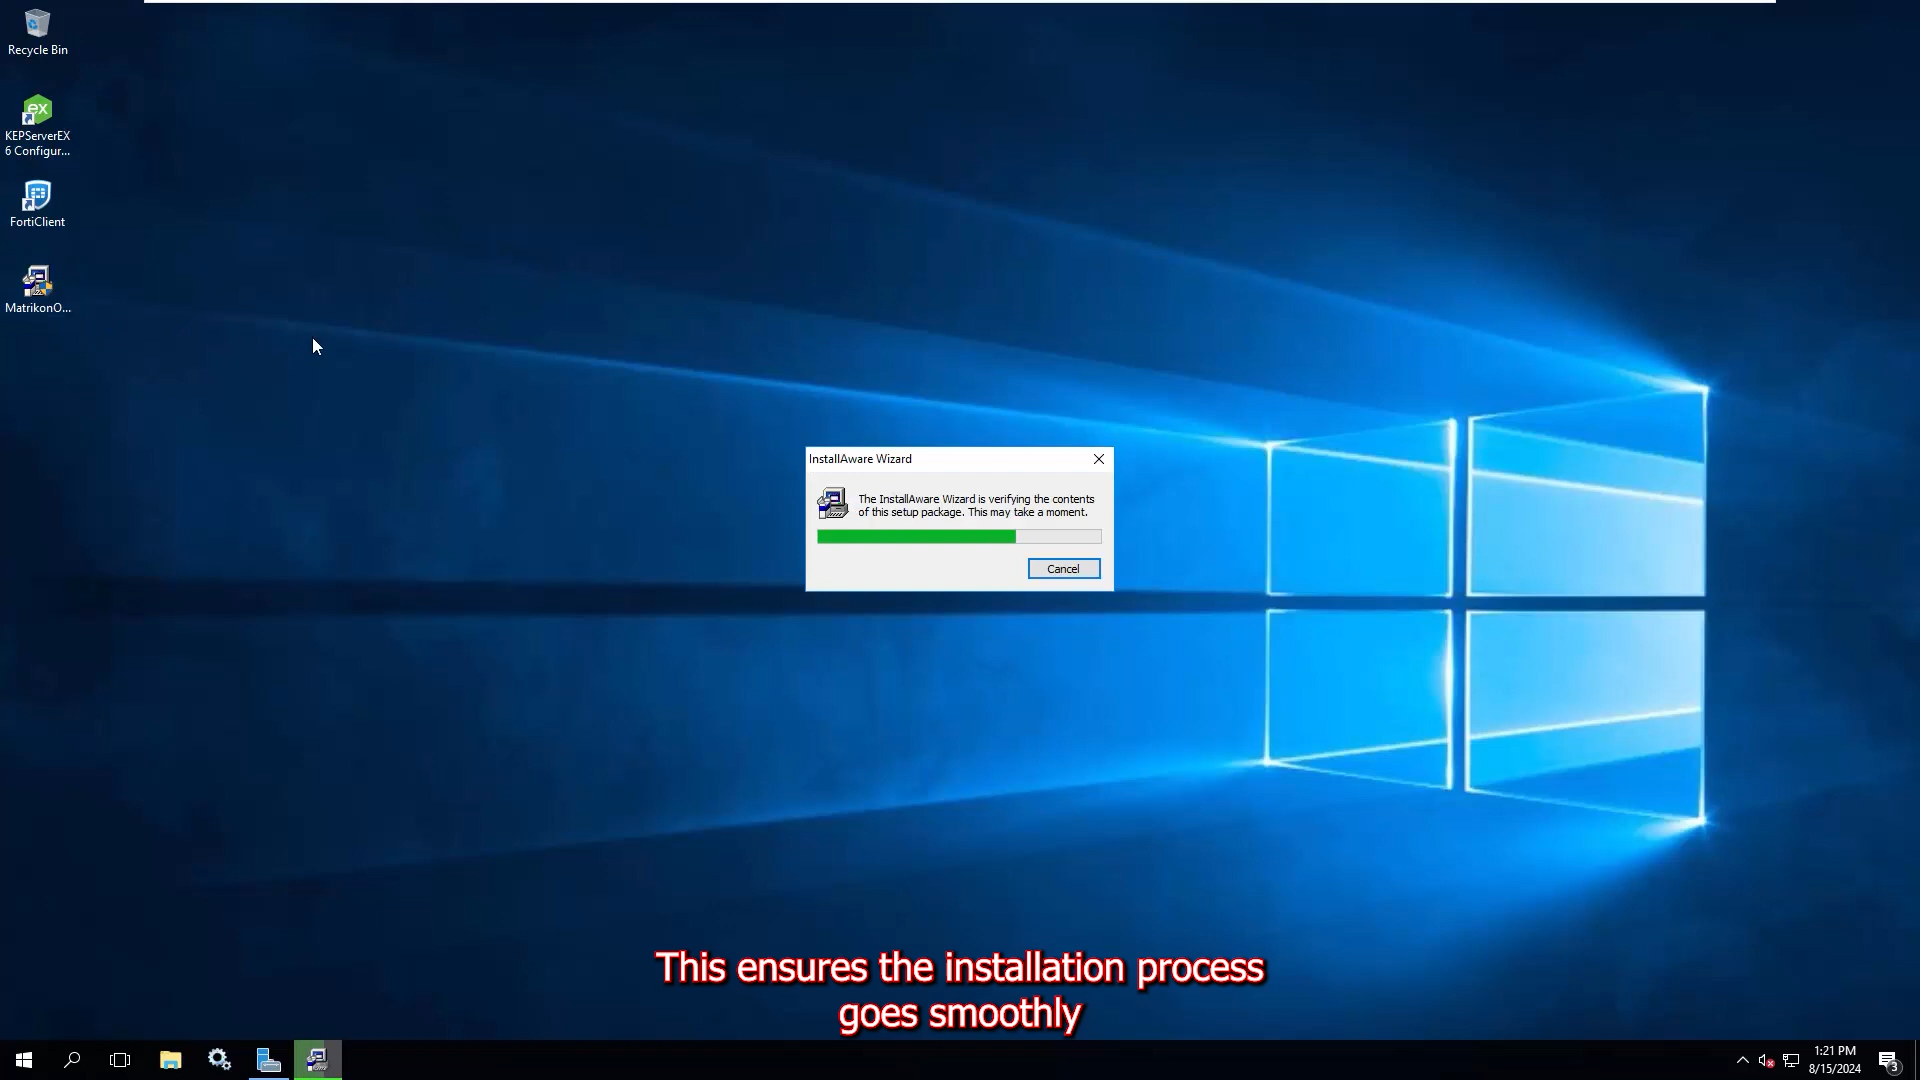 Recycle Bin
KEPServerEX
6 Configur...
FortiClient
MatrikonO...
InstallAware Wizard
The InstallAware Wizard is verifying the contents
of this setup package. This may take a moment.
Cancel
This ensures the installation process
goes smoothly
1:21 PM
8/15/2024
3